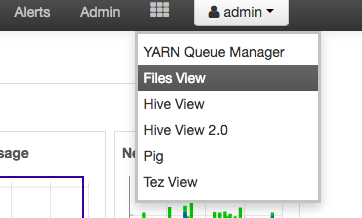 Alerts Admin admin
YARN Queue Manager
Files View
Hive View
Hive View 2.0
Pig
Tez View
sage
Ne